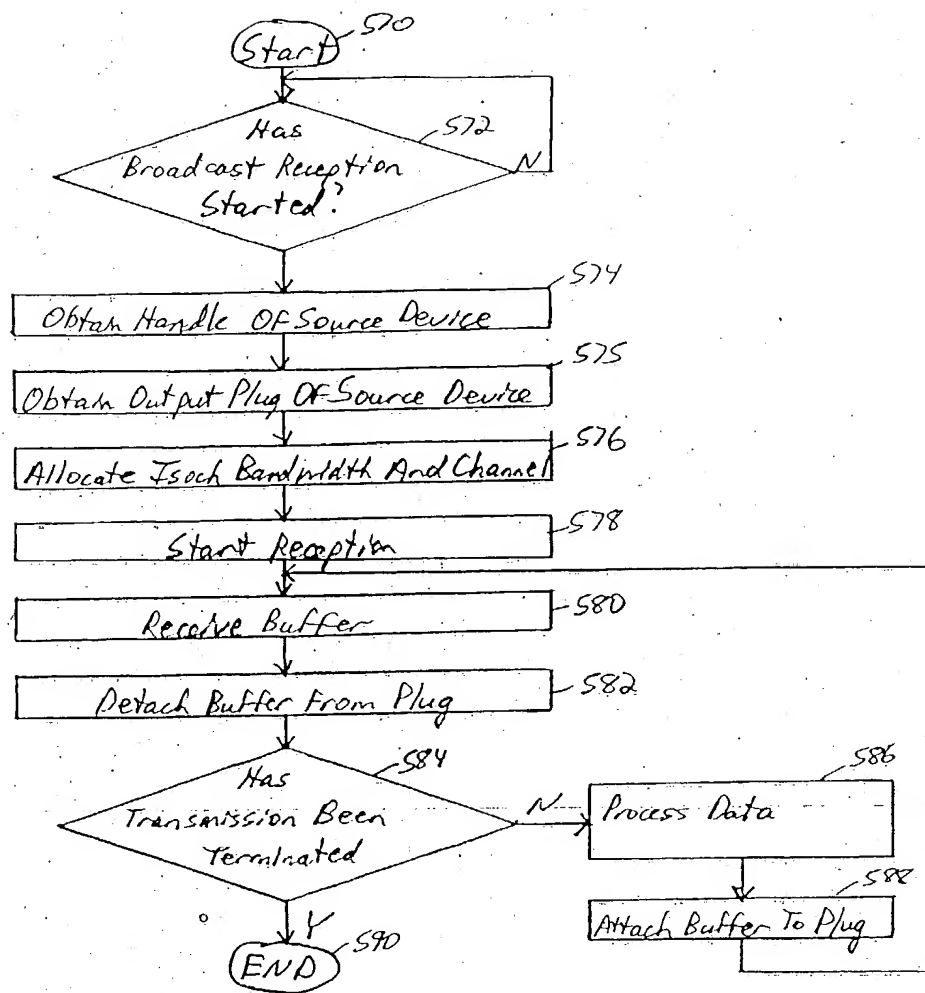 570
Start
Has
572
Broadcast Reception
N
Started?
574
Obtain Handle Of Source Device
575
Obtain Output Plug Of Source Device
576
Allocate Isoch Bandwidth And Channel
578
Start Reception
580
Receive Buffer
582
Detach Buffer From Plug
584
Has
Transmission Been
Terminated
N
586
Process Data
588
Attach Buffer To Plug
Y
590
END